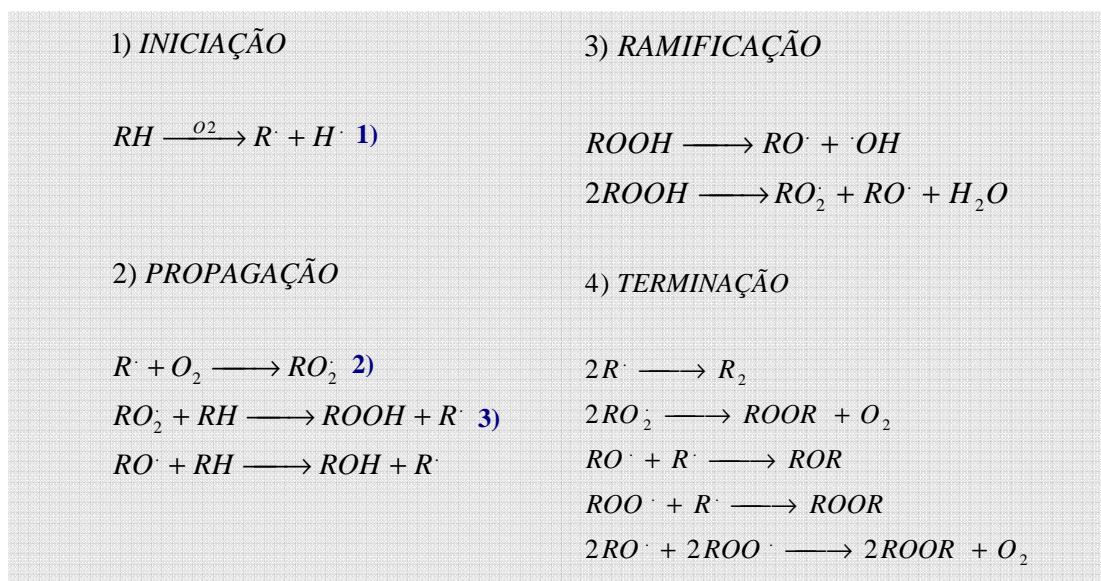 1) INICIAÇÃO
RH —O2→ R· + H· 1)
2) PROPAGAÇÃO
R· + O₂ ⟶ RO₂· 2)
RO₂· + RH ⟶ ROOH + R· 3)
RO· + RH ⟶ ROH + R·
3) RAMIFICAÇÃO
ROOH ⟶ RO· + ·OH
2ROOH ⟶ RO₂· + RO· + H₂O
4) TERMINAÇÃO
2R· ⟶ R₂
2RO₂· ⟶ ROOR + O₂
RO· + R· ⟶ ROR
ROO· + R· ⟶ ROOR
2RO· + 2ROO· ⟶ 2ROOR + O₂